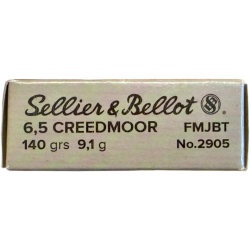 Sellier & Bellot S&B
6,5 CREEDMOOR FMJBT
140 grs 9,1 g No.2905